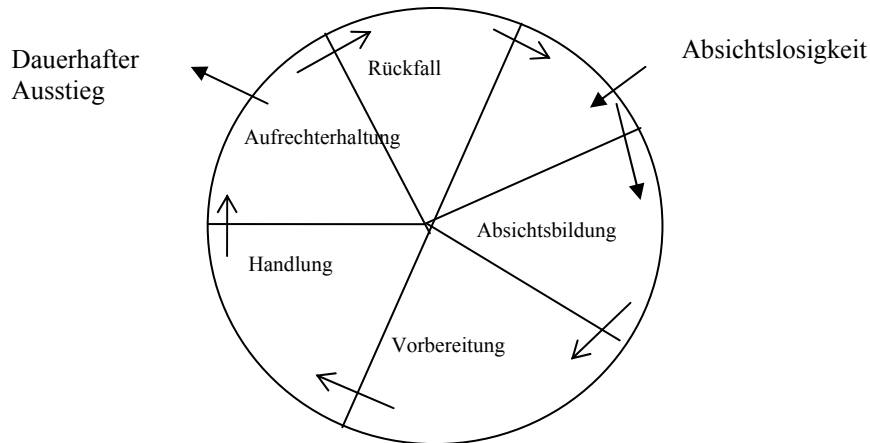 Dauerhafter
Ausstieg
Absichtslosigkeit
Rückfall
Aufrechterhaltung
Absichtsbildung
Handlung
Vorbereitung